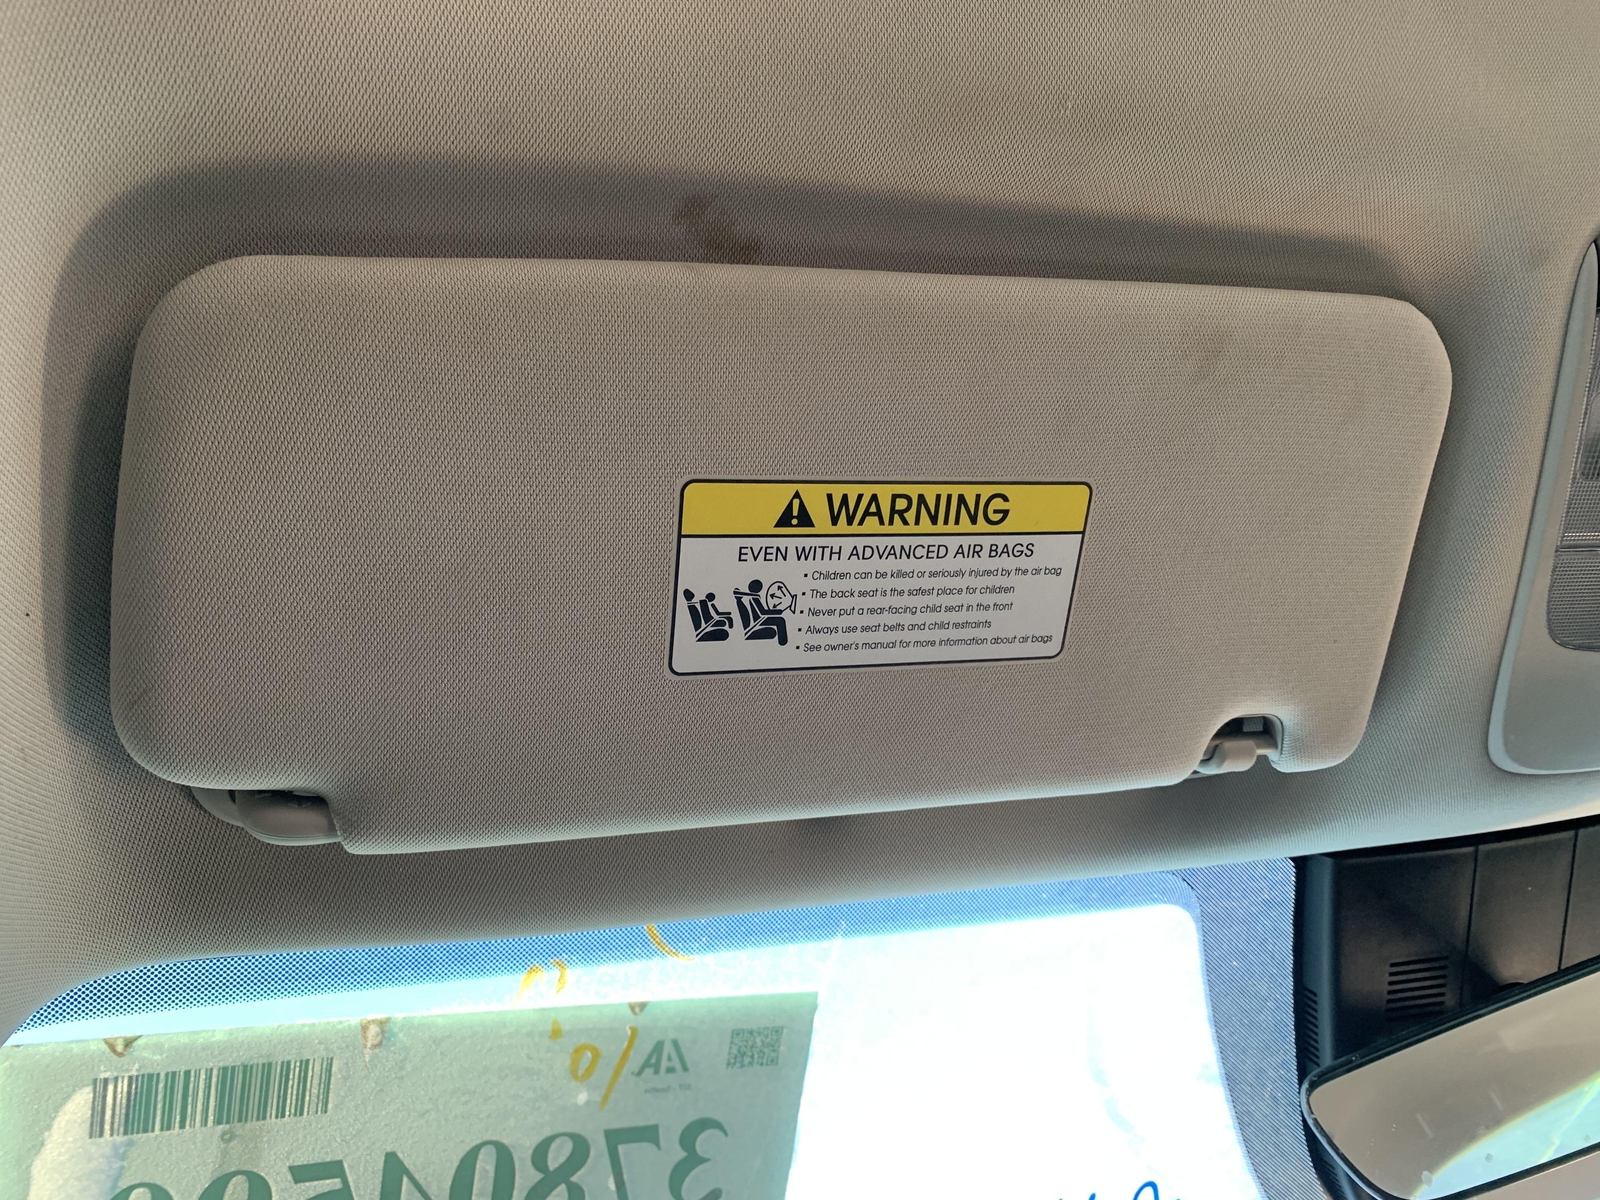 WARNING
EVEN WITH ADVANCED AIR BAGS
▪ Children can be killed or seriously injured by the air bag
▪ The back seat is the safest place for children
▪ Never put a rear-facing child seat in the front
▪ Always use seat belts and child restraints
▪ See owner's manual for more information about air bags
IAA